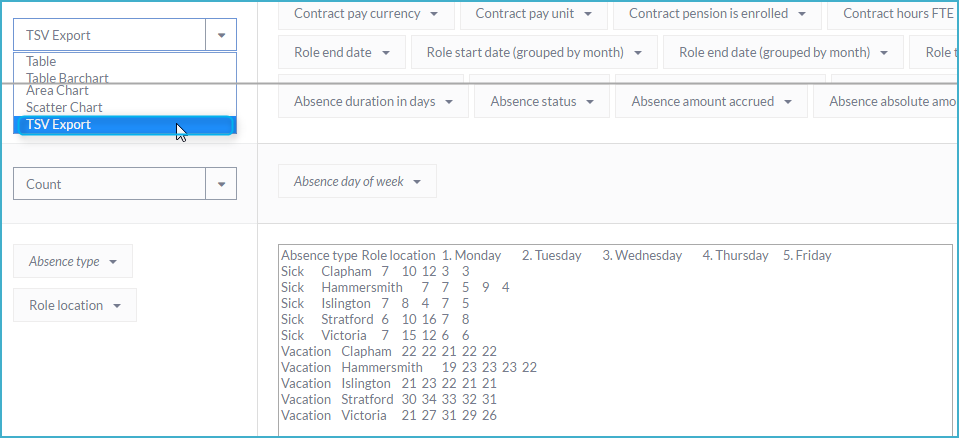 TSV Export
Table
Table Barchart
Area Chart
Scatter Chart
TSV Export
Contract pay currency Contract pay unit Contract pension is enrolled Contract hours FTE
Role end date Role start date (grouped by month) Role end date (grouped by month) Role t
Absence duration in days Absence status Absence amount accrued Absence absolute amo
Count
Absence day of week
Absence type
Role location
Absence type Role location 1. Monday 2. Tuesday 3. Wednesday 4. Thursday 5. Friday
Sick Clapham 7 10 12 3 3
Sick Hammersmith 7 7 5 9 4
Sick Islington 7 8 4 7 5
Sick Stratford 6 10 16 7 8
Sick Victoria 7 15 12 6 6
Vacation Clapham 22 22 21 22 22
Vacation Hammersmith 19 23 23 23 22
Vacation Islington 21 23 22 21 21
Vacation Stratford 30 34 33 32 31
Vacation Victoria 21 27 31 29 26